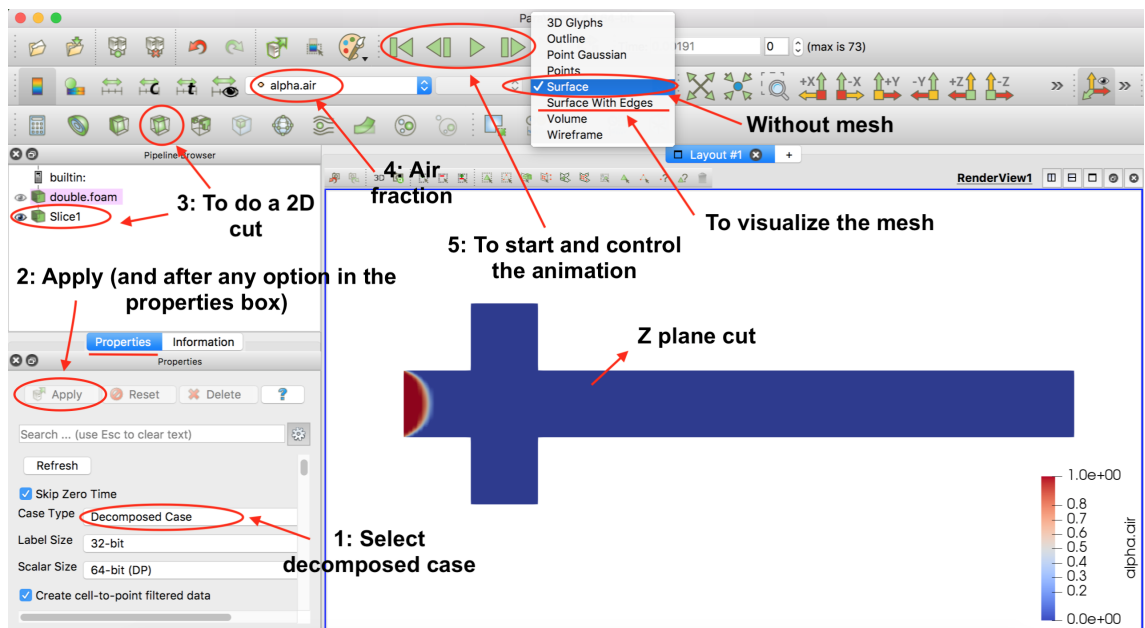 Pa
3D Glyphs
Outline
Point Gaussian
Points
Surface
Surface With Edges
Volume
Wireframe
0191
0
(max is 73)
alpha.air
+X
-X
+Y
-Y
+Z
-Z
Without mesh
Pipeline Browser
Layout #1
+
builtin:
double.foam
Slice1
3D
RenderView1
4: Air
fraction
3: To do a 2D
cut
To visualize the mesh
5: To start and control
the animation
2: Apply (and after any option in the
properties box)
Z plane cut
Properties
Information
Properties
Apply
Reset
Delete
?
Search ... (use Esc to clear text)
Refresh
Skip Zero Time
Case Type
Decomposed Case
Label Size
32-bit
Scalar Size
64-bit (DP)
Create cell-to-point filtered data
1: Select
decomposed case
1.0e+00
0.8
0.7
0.6
0.5
0.4
0.3
0.2
0.0e+00
alpha.air